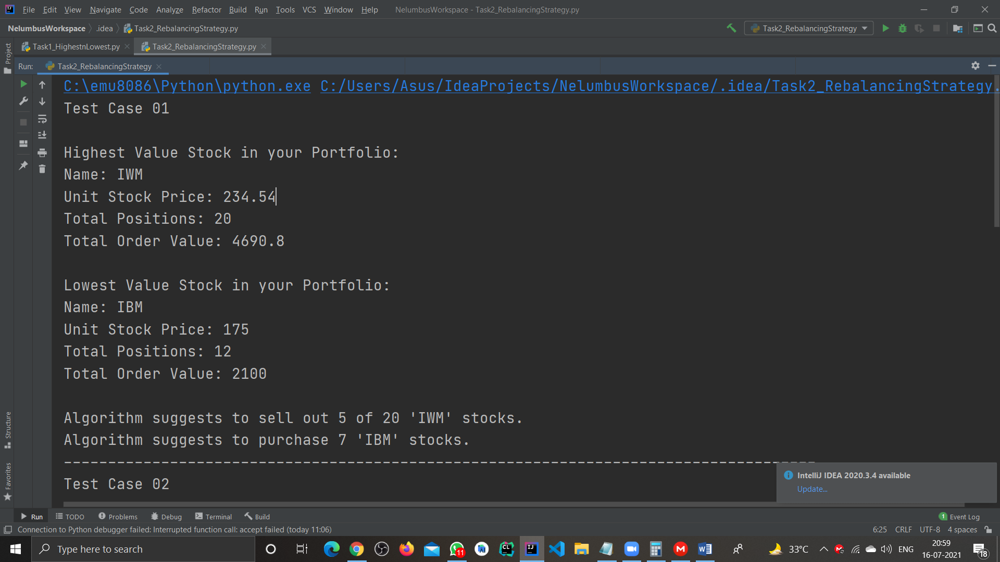 File Edit View Navigate Code Analyze Refactor Build Run Tools VCS Window Help NelumbusWorkspace - Task2_RebalancingStrategy.py
NelumbusWorkspace .idea Task2_RebalancingStrategy.py Task2_RebalancingStrategy
Project
Task1_HighestnLowest.py Task2_RebalancingStrategy.py
Run: Task2_RebalancingStrategy
C:\emu8086\Python\python.exe C:/Users/Asus/IdeaProjects/NelumbusWorkspace/.idea/Task2_RebalancingStrategy.
Test Case 01
Highest Value Stock in your Portfolio:
Name: IWM
Unit Stock Price: 234.54
Total Positions: 20
Total Order Value: 4690.8
Lowest Value Stock in your Portfolio:
Name: IBM
Unit Stock Price: 175
Total Positions: 12
Total Order Value: 2100
Algorithm suggests to sell out 5 of 20 'IWM' stocks.
Algorithm suggests to purchase 7 'IBM' stocks.
-------------------------------------------------------------------------------------
Test Case 02
Structure
Favorites
IntelliJ IDEA 2020.3.4 available
Update...
Run TODO Problems Debug Terminal Build 1 Event Log
Connection to Python debugger failed: Interrupted function call: accept failed (today 11:06) 6:25 CRLF UTF-8 4 spaces
Type here to search 11 CL IJ M W 33°C ENG 20:59
16-07-2021 18